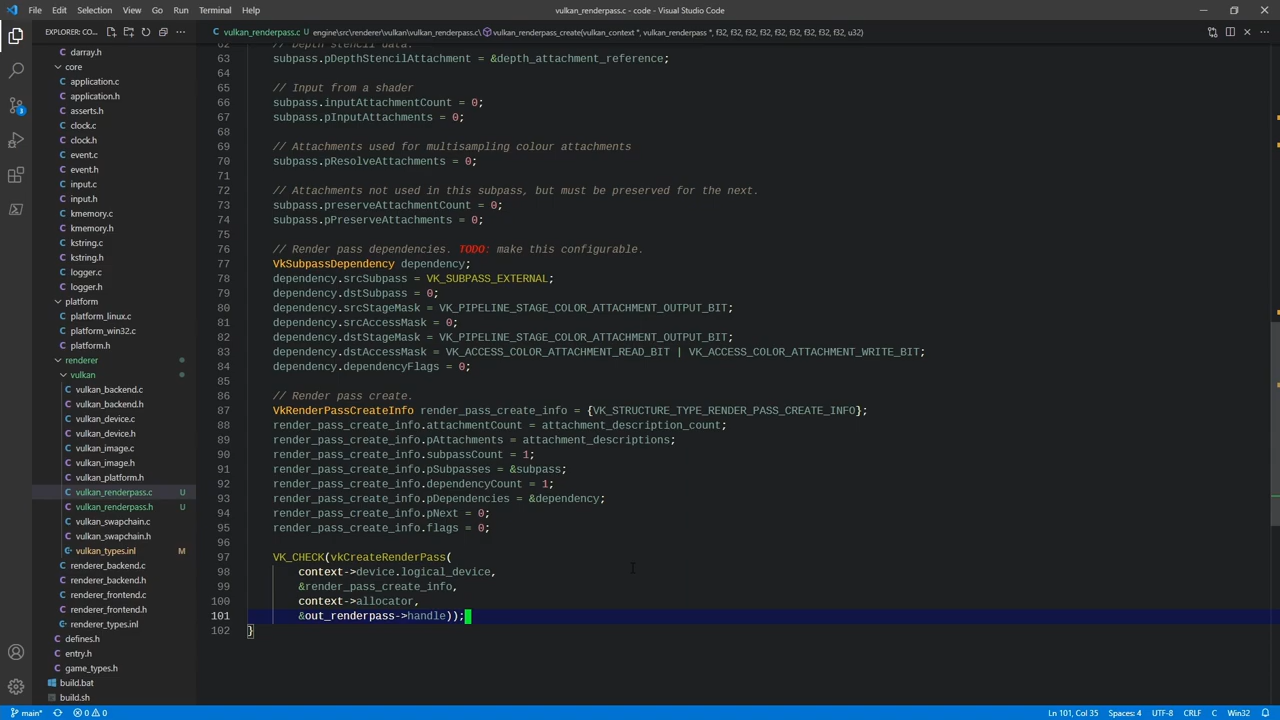 File Edit Selection View Go Run Terminal Help
vulkan_renderpass.c - code - Visual Studio Code
EXPLOR: CO...
vulkan_renderpass.c U engine\src\renderer\vulkan\vulkan_renderpass.c\ vulkan_renderpass_create(vulkan_context *, vulkan_renderpass *, f32, f32, f32, f32, f32, f32, f32, f32, f32, u32)
darray.h
core
application.c
application.h
asserts.h
clock.c
clock.h
event.c
event.h
input.c
input.h
kmemory.c
kmemory.h
kstring.c
kstring.h
logger.c
logger.h
platform
platform_linux.c
platform_win32.c
platform.h
renderer
vulkan
C vulkan_backend.c
C vulkan_backend.h
C vulkan_device.c
C vulkan_device.h
C vulkan_image.c
C vulkan_image.h
C vulkan_platform.h
C vulkan_renderpass.c U
C vulkan_renderpass.h U
C vulkan_swapchain.c
C vulkan_swapchain.h
C vulkan_types.inl M
C renderer_backend.c
C renderer_backend.h
C renderer_frontend.c
C renderer_frontend.h
C renderer_types.inl
C defines.h
C entry.h
C game_types.h
build.bat
build.sh
62 // Depth stencil data.
63 subpass.pDepthStencilAttachment = &depth_attachment_reference;
64
65 // Input from a shader
66 subpass.inputAttachmentCount = 0;
67 subpass.pInputAttachments = 0;
68
69 // Attachments used for multisampling colour attachments
70 subpass.pResolveAttachments = 0;
71
72 // Attachments not used in this subpass, but must be preserved for the next.
73 subpass.preserveAttachmentCount = 0;
74 subpass.pPreserveAttachments = 0;
75
76 // Render pass dependencies. TODO: make this configurable.
77 VkSubpassDependency dependency;
78 dependency.srcSubpass = VK_SUBPASS_EXTERNAL;
79 dependency.dstSubpass = 0;
80 dependency.srcStageMask = VK_PIPELINE_STAGE_COLOR_ATTACHMENT_OUTPUT_BIT;
81 dependency.srcAccessMask = 0;
82 dependency.dstStageMask = VK_PIPELINE_STAGE_COLOR_ATTACHMENT_OUTPUT_BIT;
83 dependency.dstAccessMask = VK_ACCESS_COLOR_ATTACHMENT_READ_BIT | VK_ACCESS_COLOR_ATTACHMENT_WRITE_BIT;
84 dependency.dependencyFlags = 0;
85
86 // Render pass create.
87 VkRenderPassCreateInfo render_pass_create_info = {VK_STRUCTURE_TYPE_RENDER_PASS_CREATE_INFO};
88 render_pass_create_info.attachmentCount = attachment_description_count;
89 render_pass_create_info.pAttachments = attachment_descriptions;
90 render_pass_create_info.subpassCount = 1;
91 render_pass_create_info.pSubpasses = &subpass;
92 render_pass_create_info.dependencyCount = 1;
93 render_pass_create_info.pDependencies = &dependency;
94 render_pass_create_info.pNext = 0;
95 render_pass_create_info.flags = 0;
96
97 VK_CHECK(vkCreateRenderPass(
98 context->device.logical_device,
99 &render_pass_create_info,
100 context->allocator,
101 &out_renderpass->handle));
102 }
main* 0 0 Ln 101, Col 35 Spaces: 4 UTF-8 CRLF C Win32